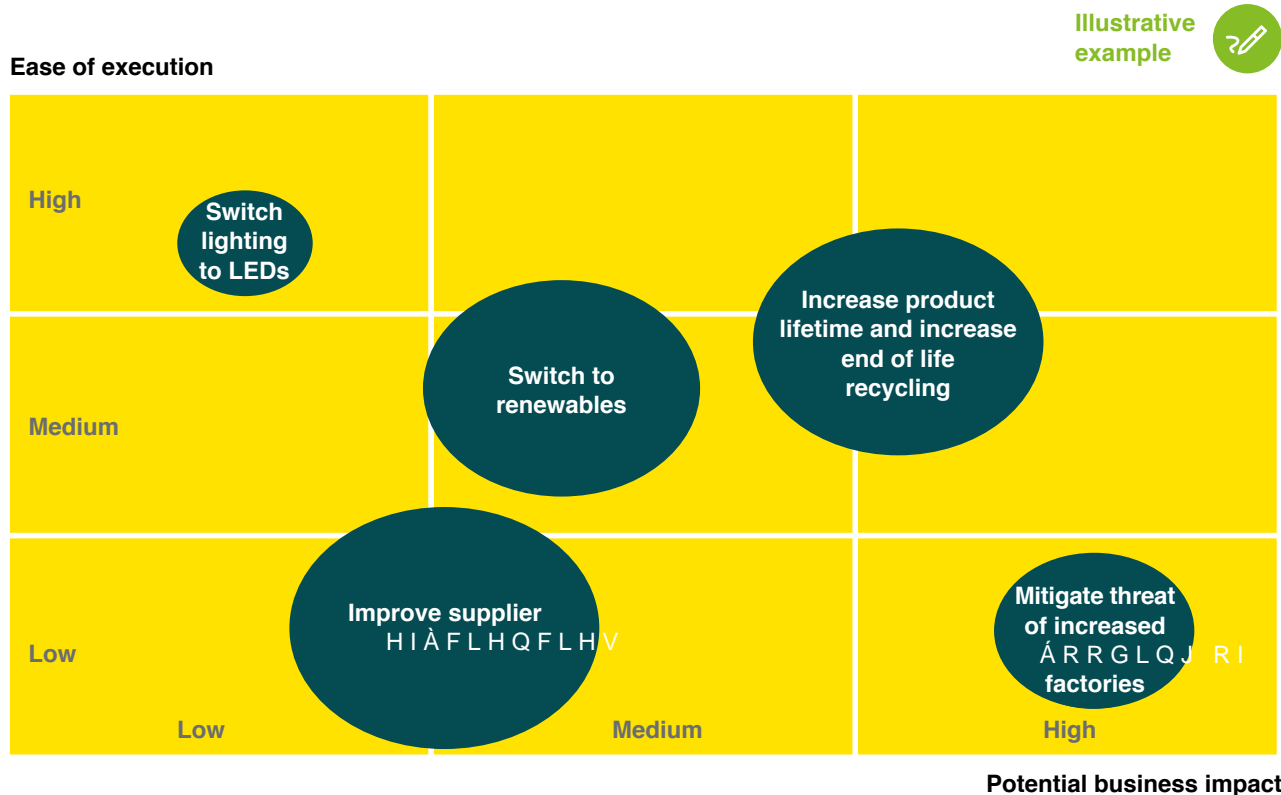 Illustrative
example
Ease of execution
High
Switch
lighting
to LEDs
Increase product
lifetime and increase
end of life
recycling
Switch to
renewables
Medium
Improve supplier
HIÀFLHQFLHV
Mitigate threat
of increased
ÁRRGLQJ RI
factories
Low
Low
Medium
High
Potential business impact